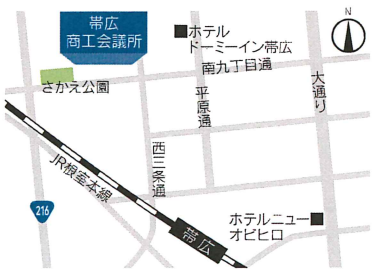 帯広
商工会議所
ホテル
ドーミーイン帯広
N
南九丁目通
さかえ公園
平原通
大通り
西三条通
JR根室本線
216
帯広
ホテルニュー
オビヒロ